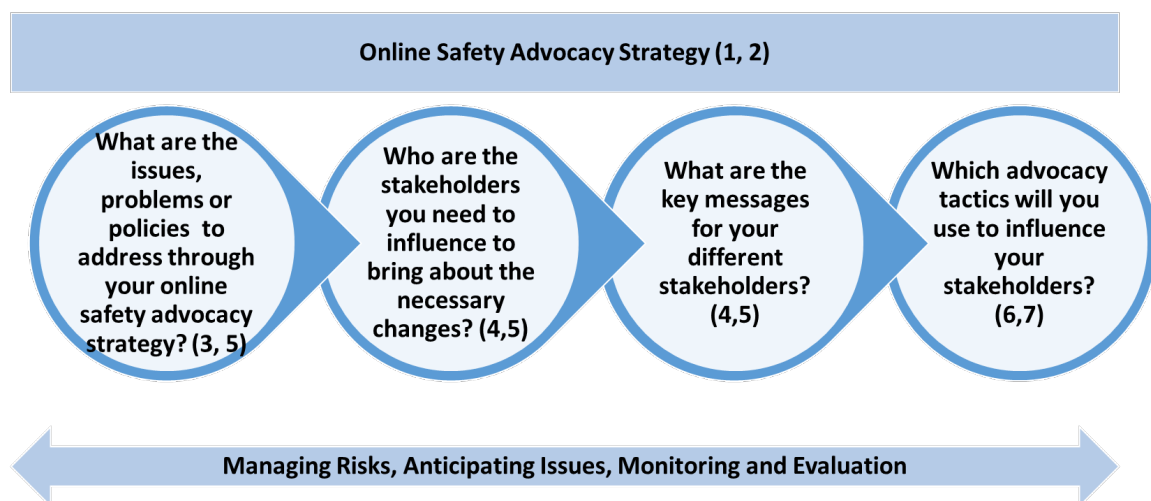 Online Safety Advocacy Strategy (1, 2)
What are the
issues,
problems or
policies  to
address through
your online
safety advocacy
strategy? (3, 5)
Who are the
stakeholders
you need to
influence to
bring about the
necessary
changes? (4,5)
What are the
key messages
for your
different
stakeholders?
(4,5)
Which advocacy
tactics will you
use to influence
your
stakeholders?
(6,7)
Managing Risks, Anticipating Issues, Monitoring and Evaluation